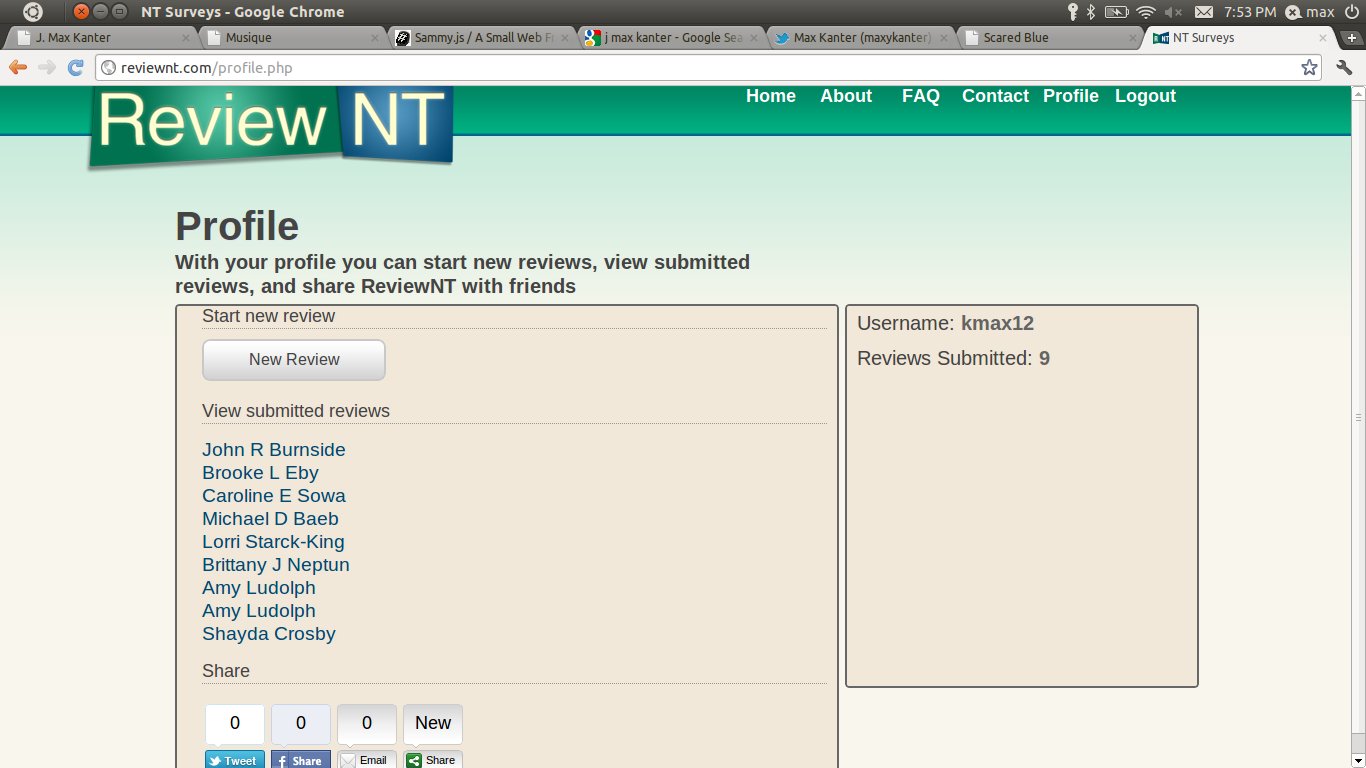 NT Surveys - Google Chrome
7:53 PM
max
J. Max Kanter
Musique
Sammy.js / A Small Web Fr
j max kanter - Google Sea
Max Kanter (maxykanter)
Scared Blue
NT Surveys
reviewnt.com/profile.php
Review NT
Home About FAQ Contact Profile Logout
Profile
With your profile you can start new reviews, view submitted
reviews, and share ReviewNT with friends
Start new review
New Review
View submitted reviews
John R Burnside
Brooke L Eby
Caroline E Sowa
Michael D Baeb
Lorri Starck-King
Brittany J Neptun
Amy Ludolph
Amy Ludolph
Shayda Crosby
Share
0 0 0 New
Tweet Share Email Share
Username: kmax12
Reviews Submitted: 9